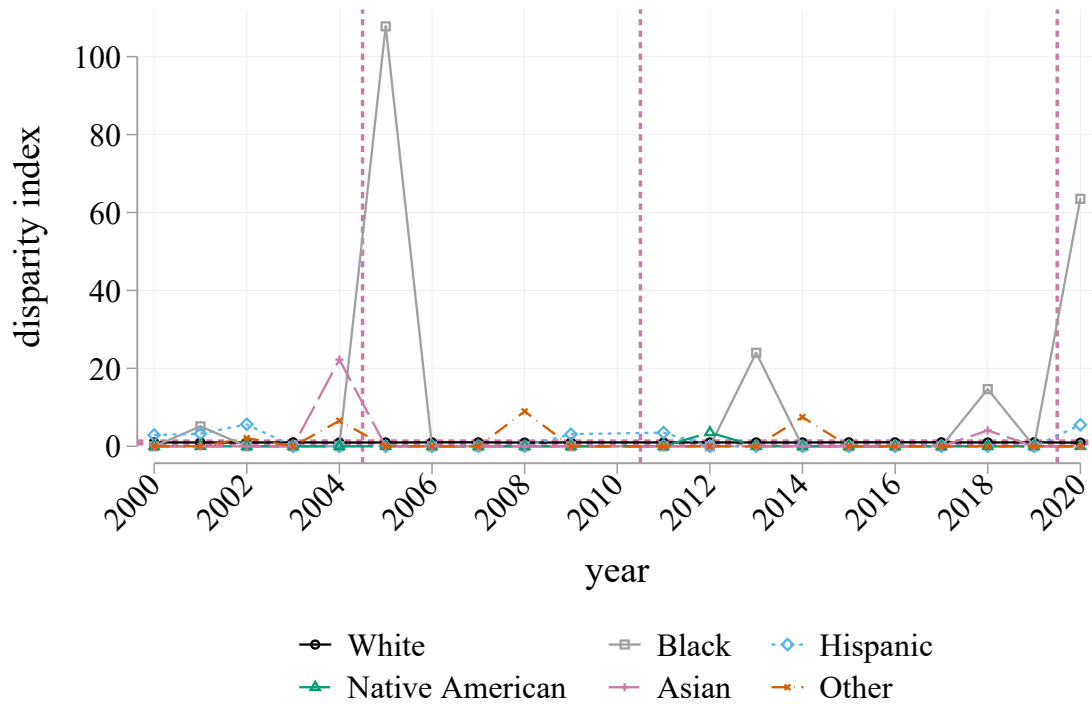 100
80
60
40
20
0
disparity index
2000 2002 2004 2006 2008 2010 2012 2014 2016 2018 2020
year
White Black Hispanic
Native American Asian Other